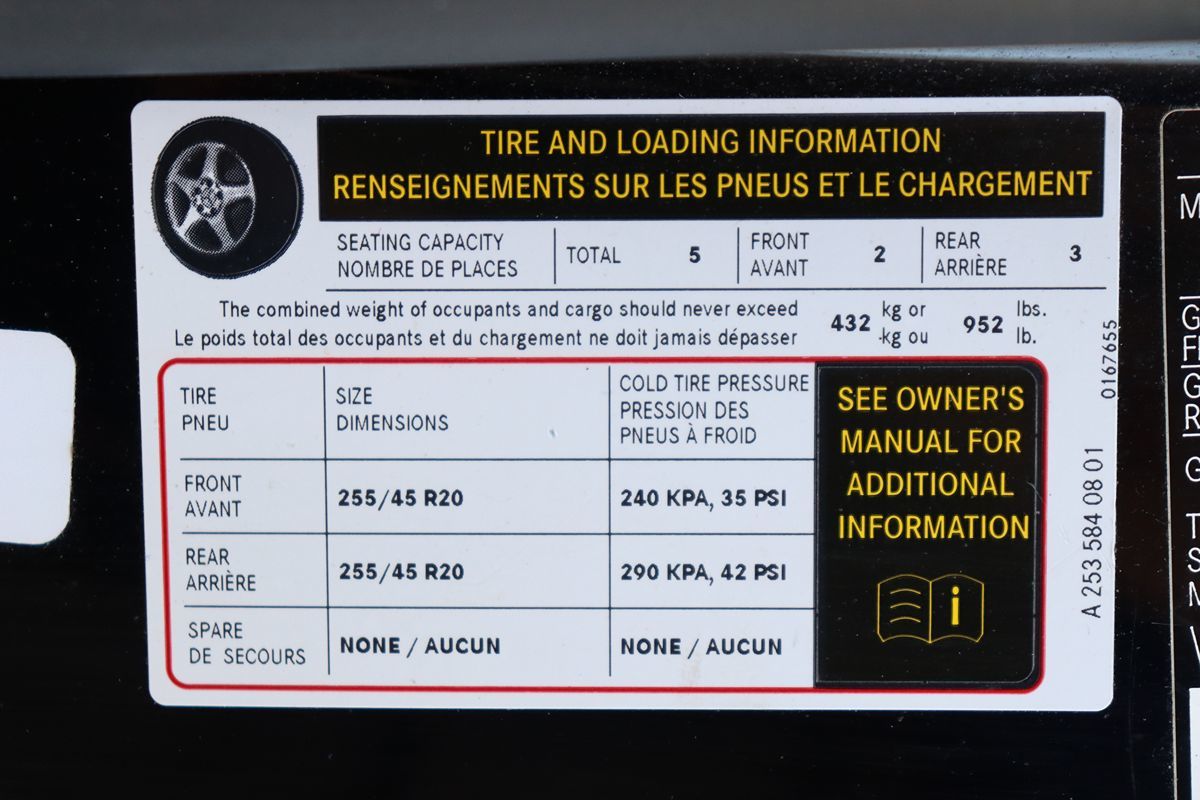 TIRE AND LOADING INFORMATION
RENSEIGNEMENTS SUR LES PNEUS ET LE CHARGEMENT
SEATING CAPACITY
NOMBRE DE PLACES
TOTAL 5
FRONT
AVANT
2
REAR
ARRIÈRE
3
The combined weight of occupants and cargo should never exceed
Le poids total des occupants et du chargement ne doit jamais dépasser
432 kg or
kg ou
952 lbs.
lb.
TIRE
PNEU
SIZE
DIMENSIONS
COLD TIRE PRESSURE
PRESSION DES
PNEUS À FROID
FRONT
AVANT
255/45 R20
240 KPA, 35 PSI
REAR
ARRIÈRE
255/45 R20
290 KPA, 42 PSI
SPARE
DE SECOURS
NONE / AUCUN
NONE / AUCUN
SEE OWNER'S
MANUAL FOR
ADDITIONAL
INFORMATION
i
0167655
A 253 584 08 01